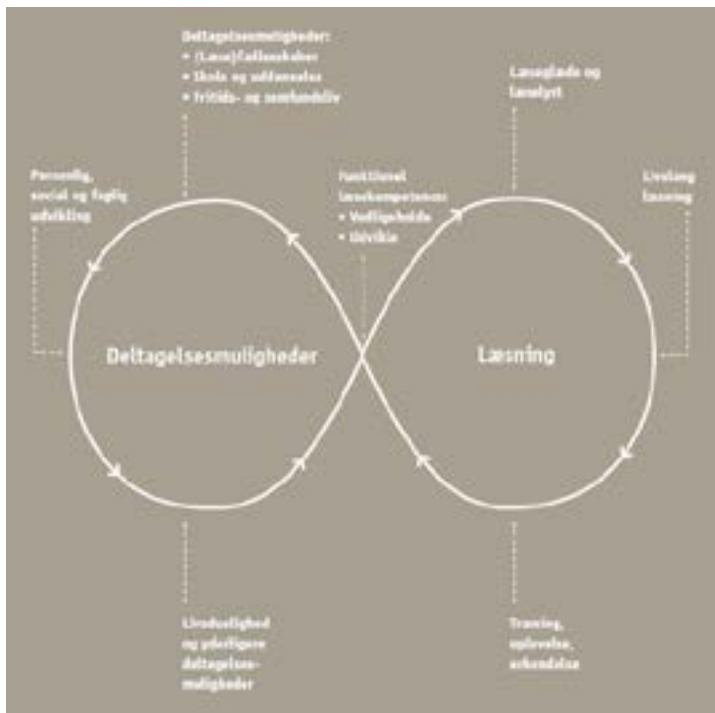 Deltagelsesmuligheder:
• (Læse)fællesskaber
• Skole og uddannelse
• Fritids- og samfundsliv
Læseglæde og
læselyst
Personlig,
social og faglig
udvikling
Funktionel
læsekompetence:
• Vedligeholde
• Udvikle
Livslang
læsning
Deltagelsesmuligheder
Læsning
Livsduelighed
og yderligere
deltagelses-
muligheder
Træning,
oplevelse,
erkendelse